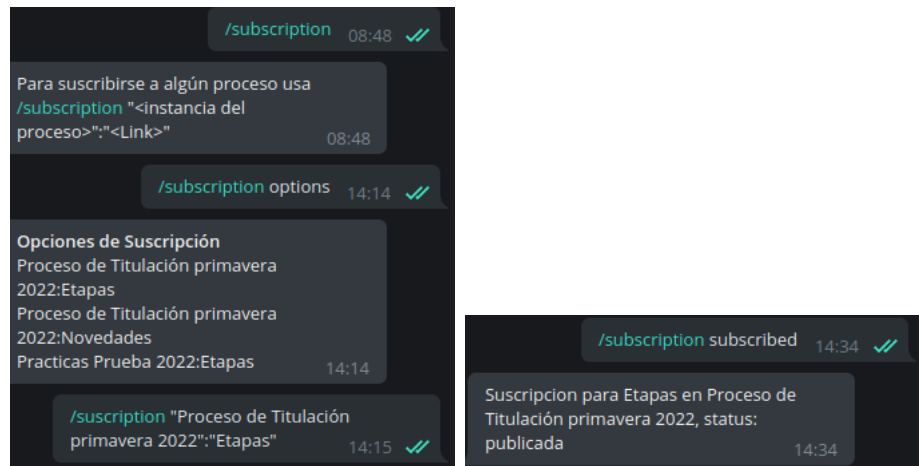 /subscription 08:48
Para suscribirse a algún proceso usa
/subscription "<instancia del
proceso>":"<Link>"
08:48
/subscription options 14:14
Opciones de Suscripción
Proceso de Titulación primavera
2022:Etapas
Proceso de Titulación primavera
2022:Novedades
Practicas Prueba 2022:Etapas
14:14
/suscription "Proceso de Titulación
primavera 2022":"Etapas"
14:15
/subscription subscribed 14:34
Suscripcion para Etapas en Proceso de
Titulación primavera 2022, status:
publicada
14:34